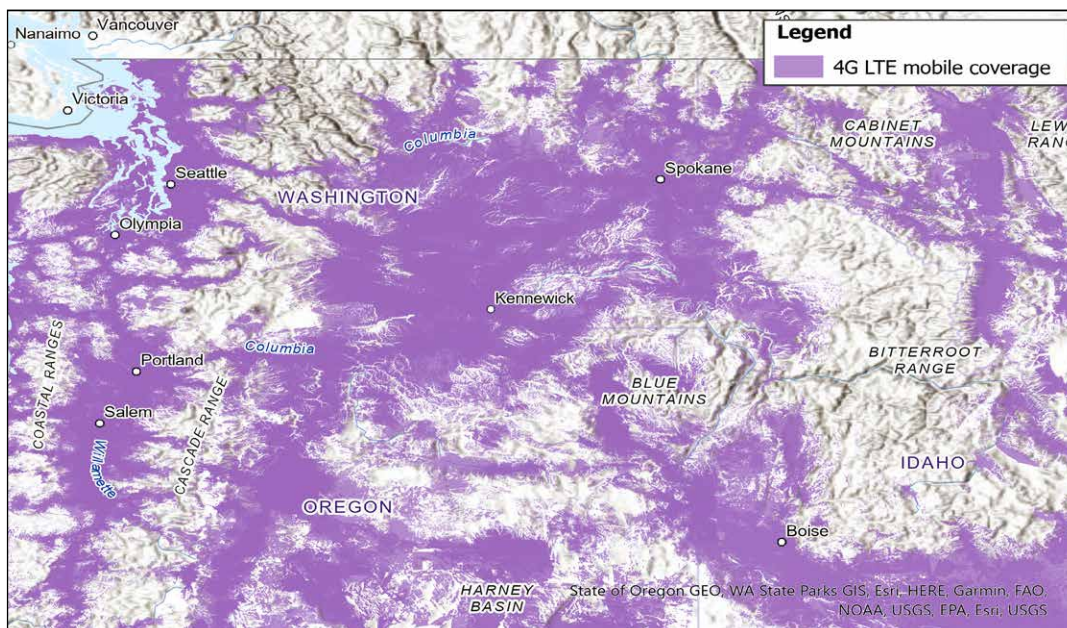 Nanaimo
Vancouver
Legend
4G LTE mobile coverage
Victoria
Columbia
CABINET
MOUNTAINS
LEW
RANG
Seattle
WASHINGTON
Spokane
Olympia
Kennewick
COASTAL RANGES
Portland
Columbia
CASCADE RANGE
BLUE
MOUNTAINS
BITTERROOT
RANGE
Salem
Willamette
IDAHO
OREGON
Boise
HARNEY
BASIN
State of Oregon GEO, WA State Parks GIS, Esri, HERE, Garmin, FAO,
NOAA, USGS, EPA, Esri, USGS